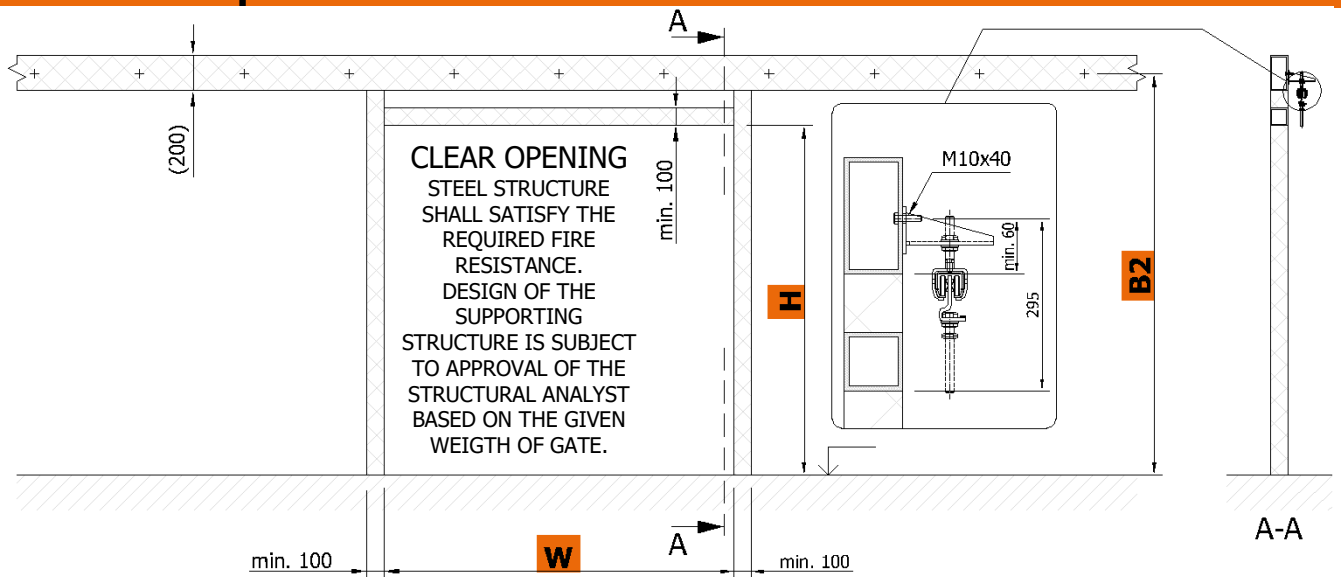 A
(200)
CLEAR OPENING
STEEL STRUCTURE
SHALL SATISFY THE
REQUIRED FIRE
RESISTANCE.
DESIGN OF THE
SUPPORTING
STRUCTURE IS SUBJECT
TO APPROVAL OF THE
STRUCTURAL ANALYST
BASED ON THE GIVEN
WEIGTH OF GATE.
min. 100
H
M10x40
min. 60
295
B2
A
A-A
min. 100
W
min. 100